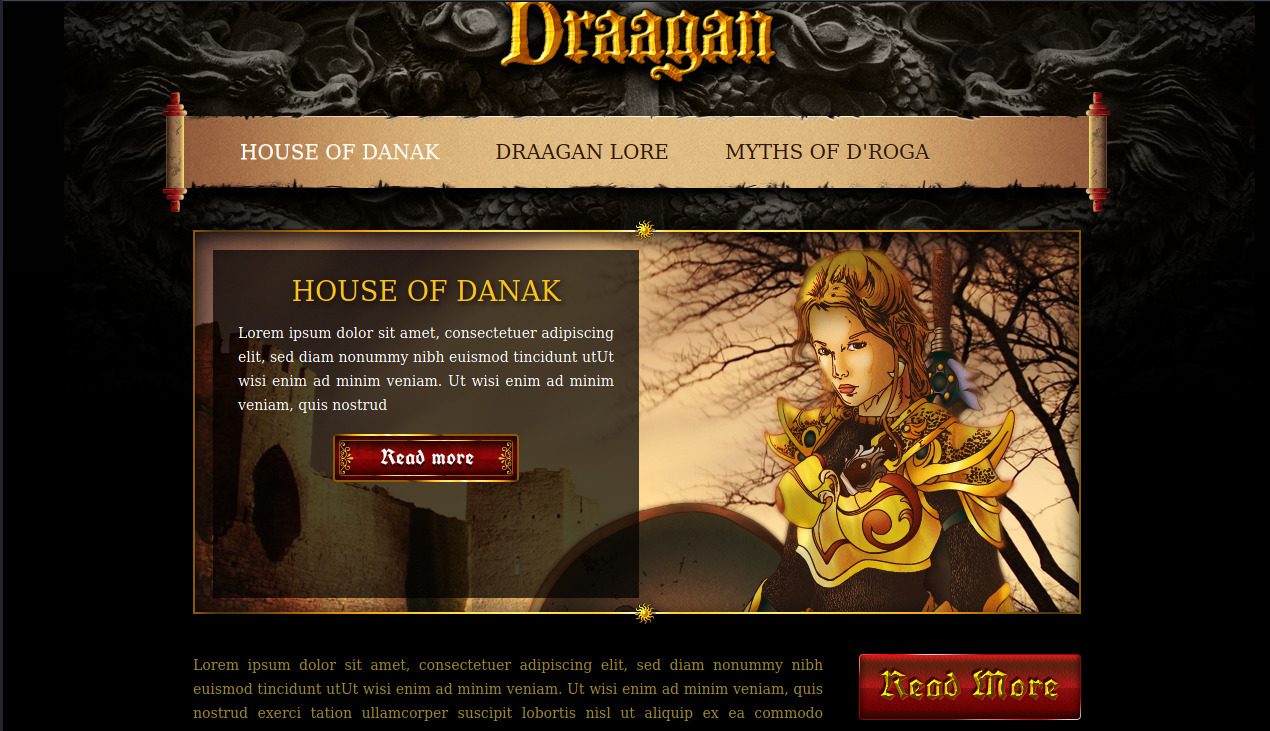 Draagan
HOUSE OF DANAK DRAAGAN LORE MYTHS OF D'ROGA
HOUSE OF DANAK
Lorem ipsum dolor sit amet, consectetuer adipiscing
elit, sed diam nonummy nibh euismod tincidunt utUt
wisi enim ad minim veniam. Ut wisi enim ad minim
veniam, quis nostrud
Read more
Lorem ipsum dolor sit amet, consectetuer adipiscing elit, sed diam nonummy nibh
euismod tincidunt utUt wisi enim ad minim veniam. Ut wisi enim ad minim veniam, quis
nostrud exerci tation ullamcorper suscipit lobortis nisl ut aliquip ex ea commodo
Read More